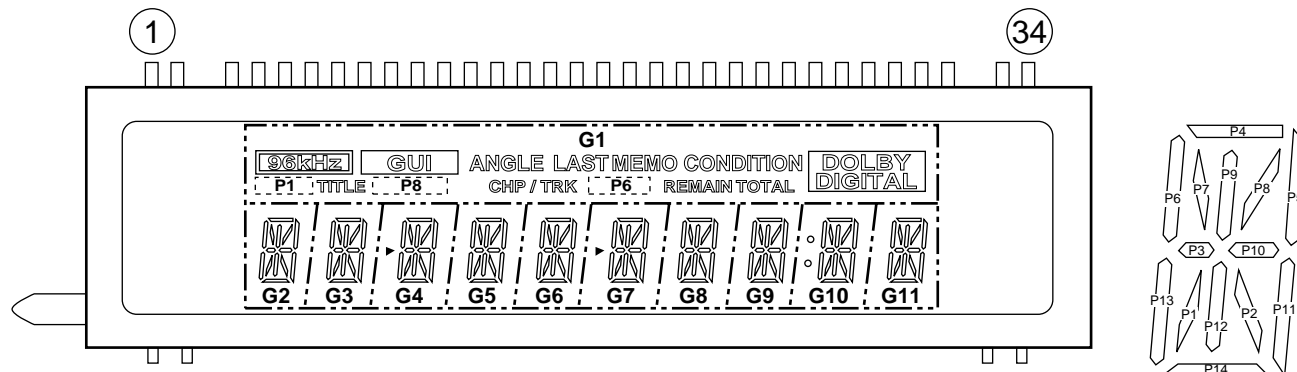 1 34
G1
96kHz GUI ANGLE LAST MEMO CONDITION DOLBY DIGITAL
P1 TITLE P8 CHP / TRK P6 REMAIN TOTAL
G2 G3 G4 G5 G6 G7 G8 G9 G10 G11
P4
P6 P7 P9 P8
P3 P10
P13 P1 P12 P2 P11
P14